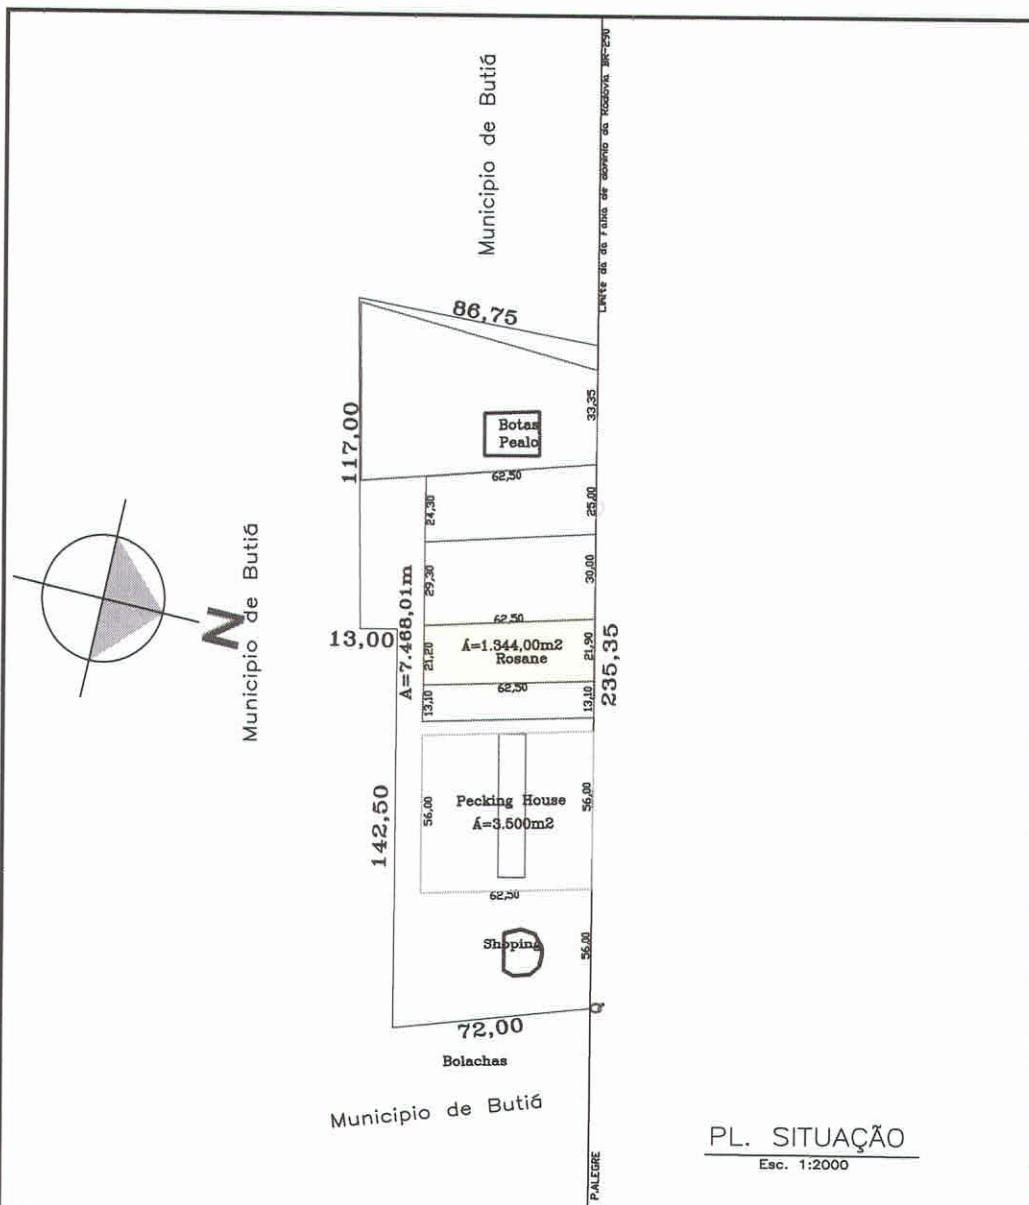 Municipio de Butiá
Limite da da Faixa de dominio da Rodovia BR-290
86,75
117,00
33,35
Botas
Pealo
62,50
24,30
25,00
29,30
30,00
Municipio de Butiá
N
A=7.468,01m
13,00
62,50
21,20
Á=1.344,00m2
Rosane
21,90
235,35
62,50
13,10
13,10
142,50
56,00
Pecking House
Á=3.500m2
56,00
62,50
Shoping
56,00
72,00
Bolachas
Municipio de Butiá
P.ALEGRE
PL. SITUAÇÃO
Esc. 1:2000